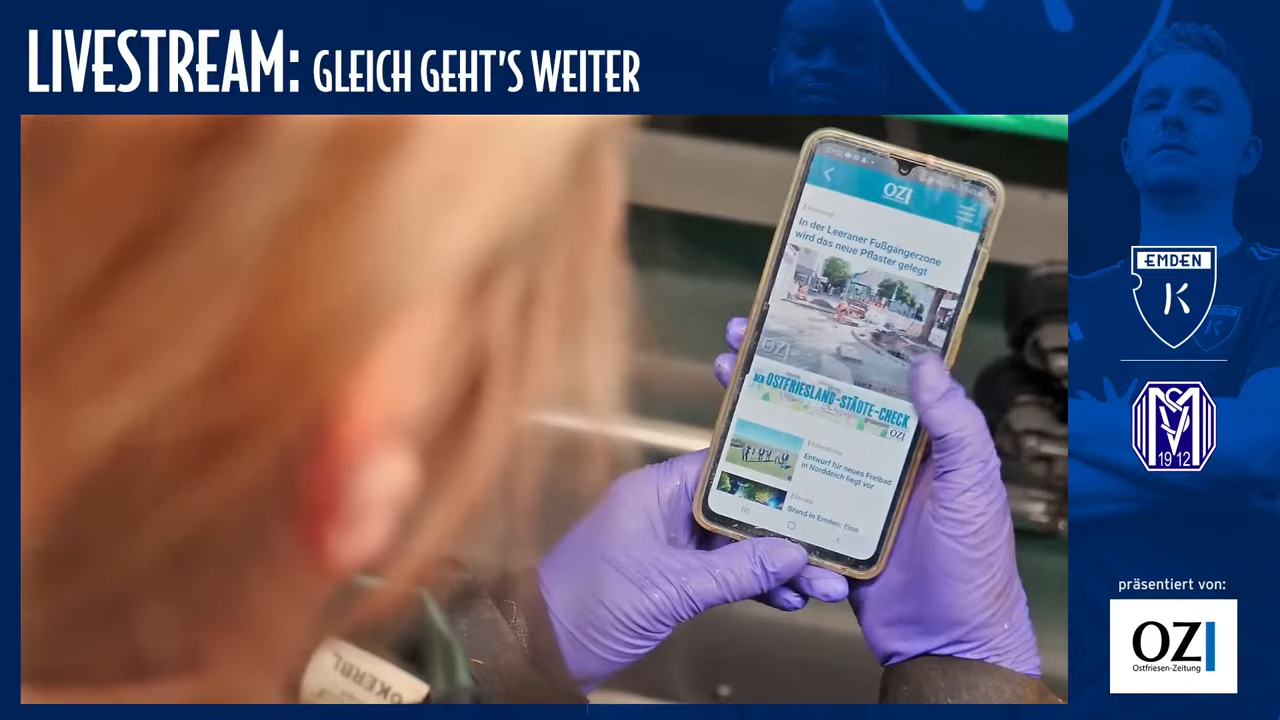 LIVESTREAM: GLEICH GEHT'S WEITER
OZ
In der Leeraner Fußgängerzone
wird das neue Pflaster gelegt
OZ
DER OSTFRIESLAND-STÄDTE-CHECK
OZ
Entwurf für neues Freibad
in Norddeich liegt vor
Brand in Emden: Eine
KERBL
EMDEN
K
SV
M
1912
präsentiert von:
OZ
Ostfriesen-Zeitung